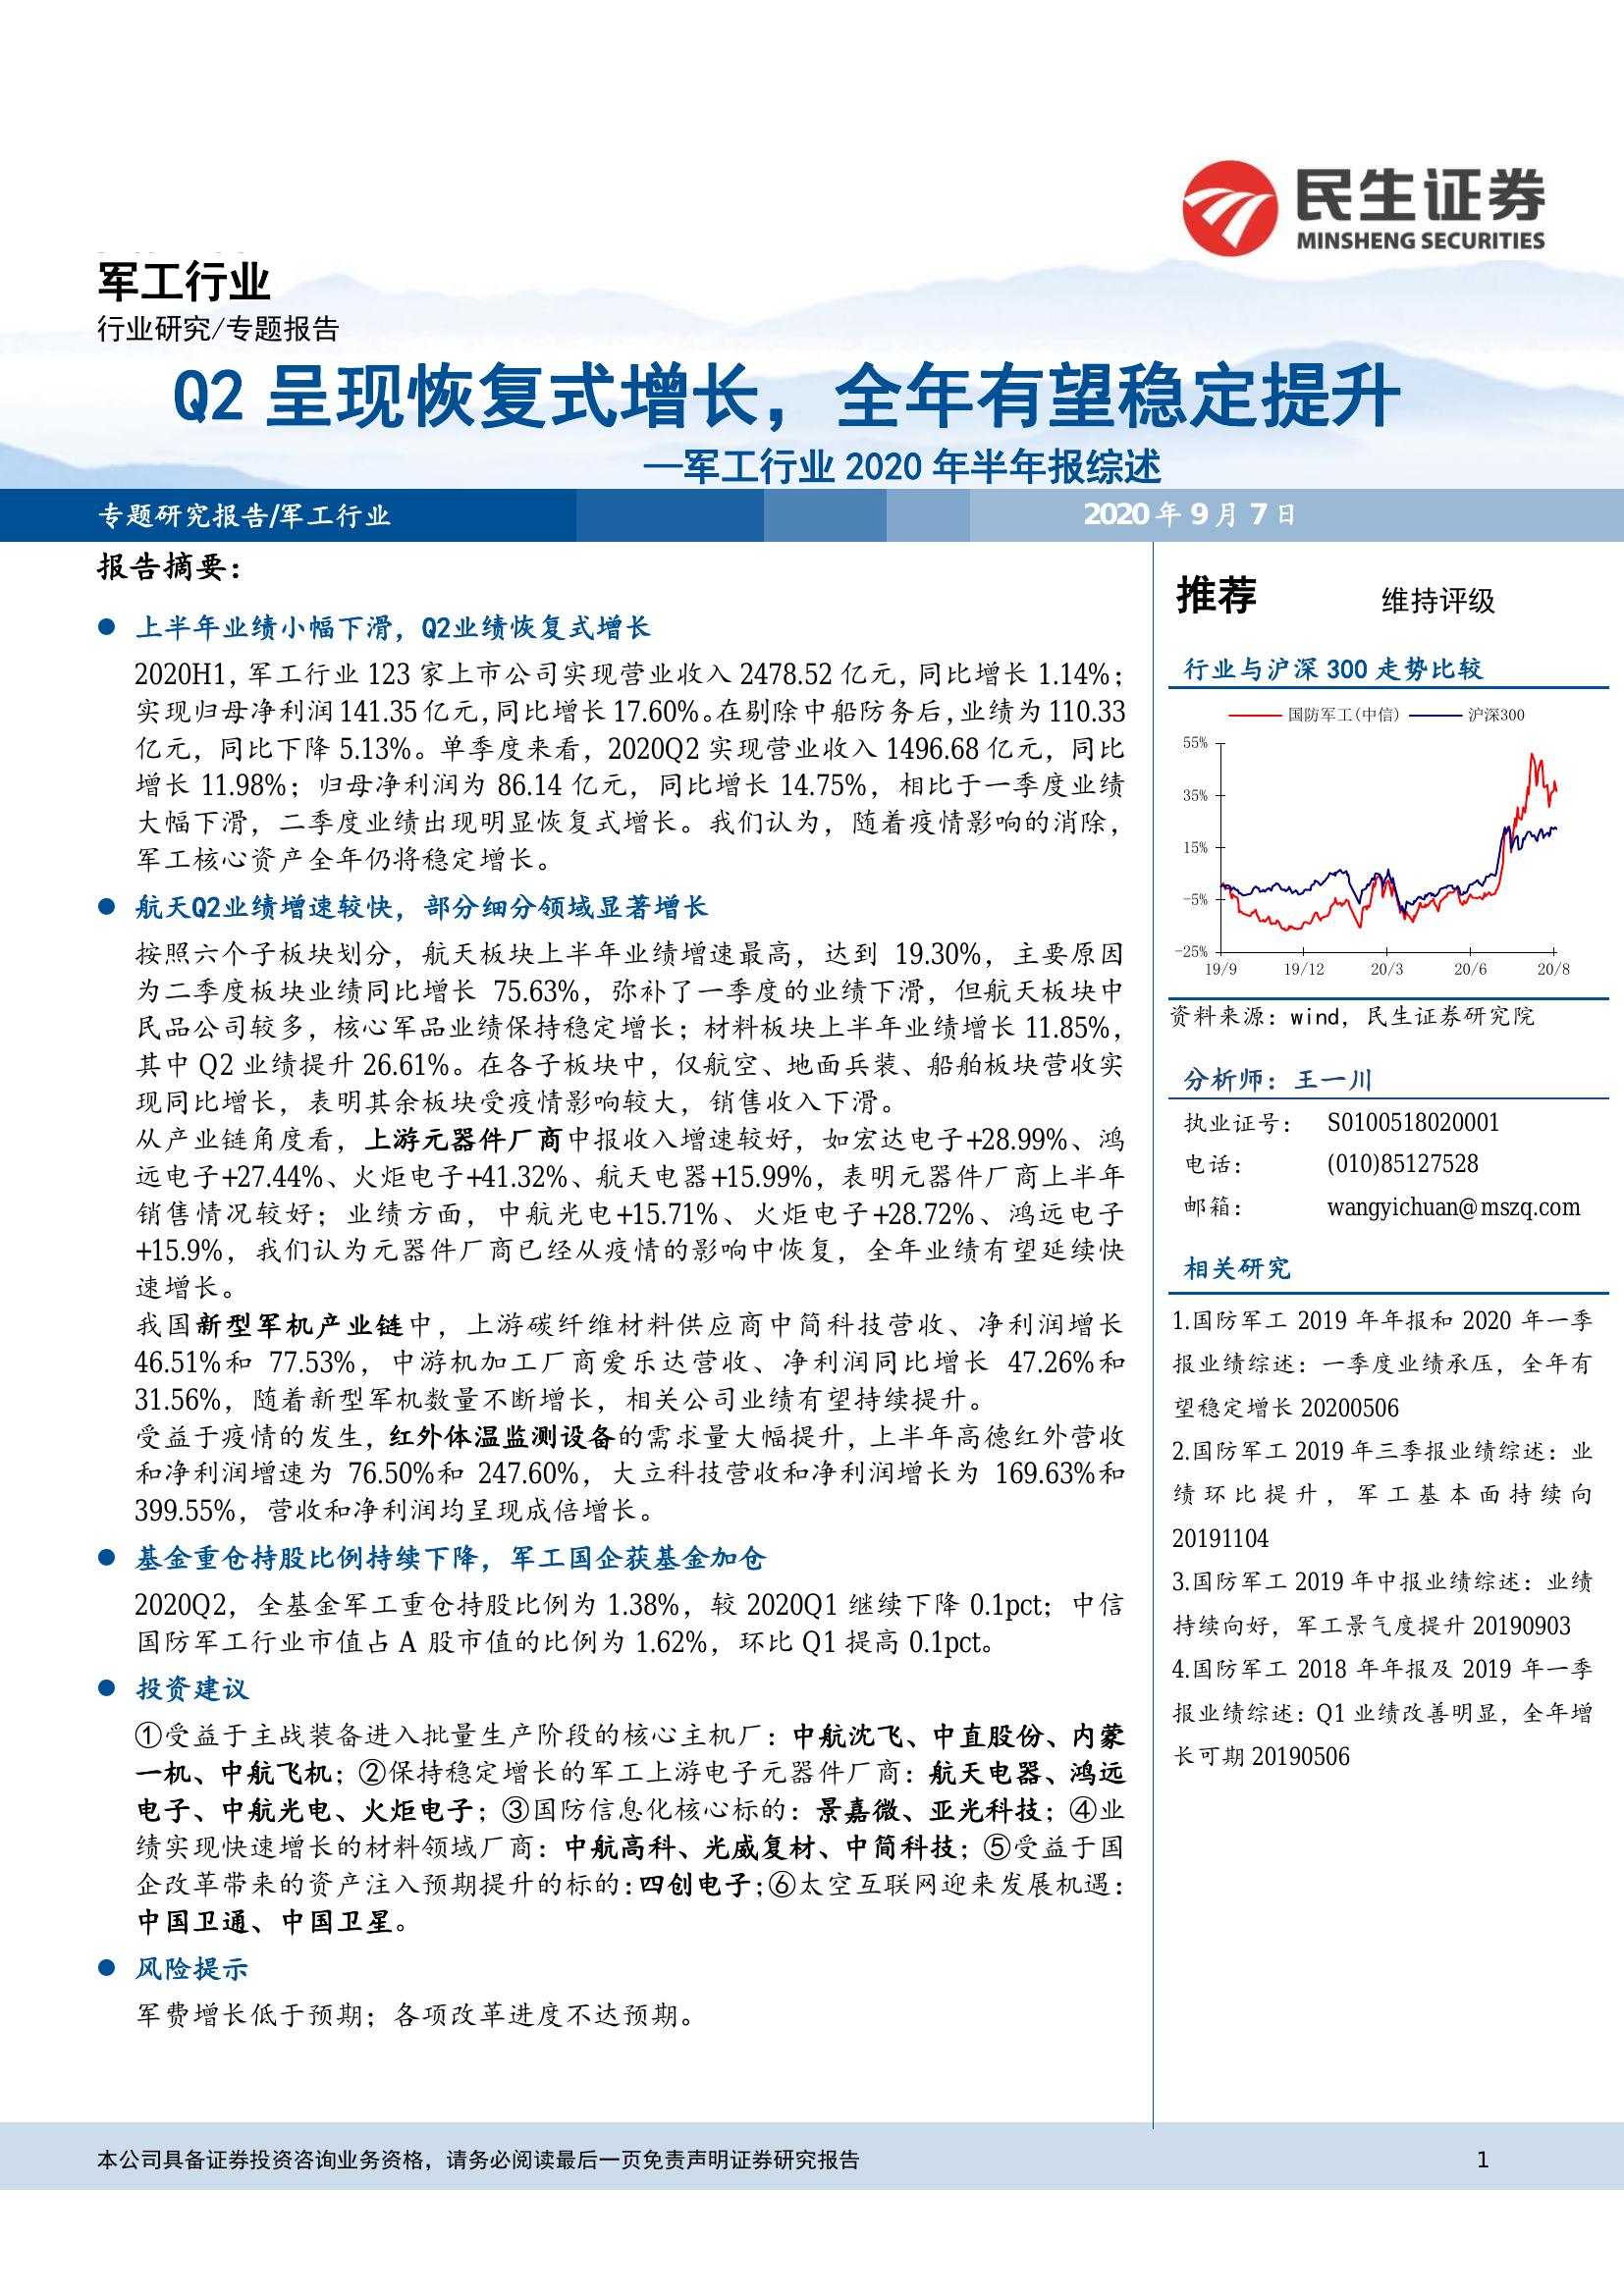 民生证券
MINSHENG SECURITIES
军工行业
行业研究/专题报告
Q2 呈现恢复式增长，全年有望稳定提升
—军工行业 2020 年半年报综述
专题研究报告/军工行业
2020 年 9 月 7 日
报告摘要：
● 上半年业绩小幅下滑，Q2业绩恢复式增长
2020H1，军工行业 123 家上市公司实现营业收入 2478.52 亿元，同比增长 1.14%；
实现归母净利润 141.35 亿元，同比增长 17.60%。在剔除中船防务后，业绩为 110.33
亿元，同比下降 5.13%。单季度来看，2020Q2 实现营业收入 1496.68 亿元，同比
增长 11.98%；归母净利润为 86.14 亿元，同比增长 14.75%，相比于一季度业绩
大幅下滑，二季度业绩出现明显恢复式增长。我们认为，随着疫情影响的消除，
军工核心资产全年仍将稳定增长。
● 航天Q2业绩增速较快，部分细分领域显著增长
按照六个子板块划分，航天板块上半年业绩增速最高，达到 19.30%，主要原因
为二季度板块业绩同比增长 75.63%，弥补了一季度的业绩下滑，但航天板块中
民品公司较多，核心军品业绩保持稳定增长；材料板块上半年业绩增长 11.85%，
其中 Q2 业绩提升 26.61%。在各子板块中，仅航空、地面兵装、船舶板块营收实
现同比增长，表明其余板块受疫情影响较大，销售收入下滑。
从产业链角度看，上游元器件厂商中报收入增速较好，如宏达电子+28.99%、鸿
远电子+27.44%、火炬电子+41.32%、航天电器+15.99%，表明元器件厂商上半年
销售情况较好；业绩方面，中航光电+15.71%、火炬电子+28.72%、鸿远电子
+15.9%，我们认为元器件厂商已经从疫情的影响中恢复，全年业绩有望延续快
速增长。
我国新型军机产业链中，上游碳纤维材料供应商中简科技营收、净利润增长
46.51%和 77.53%，中游机加工厂商爱乐达营收、净利润同比增长 47.26%和
31.56%，随着新型军机数量不断增长，相关公司业绩有望持续提升。
受益于疫情的发生，红外体温监测设备的需求量大幅提升，上半年高德红外营收
和净利润增速为 76.50%和 247.60%，大立科技营收和净利润增长为 169.63%和
399.55%，营收和净利润均呈现成倍增长。
● 基金重仓持股比例持续下降，军工国企获基金加仓
2020Q2，全基金军工重仓持股比例为 1.38%，较 2020Q1 继续下降 0.1pct；中信
国防军工行业市值占 A 股市值的比例为 1.62%，环比 Q1 提高 0.1pct。
● 投资建议
①受益于主战装备进入批量生产阶段的核心主机厂：中航沈飞、中直股份、内蒙
一机、中航飞机；②保持稳定增长的军工上游电子元器件厂商：航天电器、鸿远
电子、中航光电、火炬电子；③国防信息化核心标的：景嘉微、亚光科技；④业
绩实现快速增长的材料领域厂商：中航高科、光威复材、中简科技；⑤受益于国
企改革带来的资产注入预期提升的标的：四创电子；⑥太空互联网迎来发展机遇：
中国卫通、中国卫星。
● 风险提示
军费增长低于预期；各项改革进度不达预期。
推荐 维持评级
行业与沪深 300 走势比较
国防军工(中信) 沪深300
55%
35%
15%
-5%
-25%
19/9 19/12 20/3 20/6 20/8
资料来源：wind，民生证券研究院
分析师：王一川
执业证号： S0100518020001
电话： (010)85127528
邮箱： wangyichuan@mszq.com
相关研究
1.国防军工 2019 年年报和 2020 年一季
报业绩综述：一季度业绩承压，全年有
望稳定增长 20200506
2.国防军工 2019 年三季报业绩综述：业
绩环比提升，军工基本面持续向
20191104
3.国防军工 2019 年中报业绩综述：业绩
持续向好，军工景气度提升 20190903
4.国防军工 2018 年年报及 2019 年一季
报业绩综述：Q1 业绩改善明显，全年增
长可期 20190506
本公司具备证券投资咨询业务资格，请务必阅读最后一页免责声明证券研究报告 1